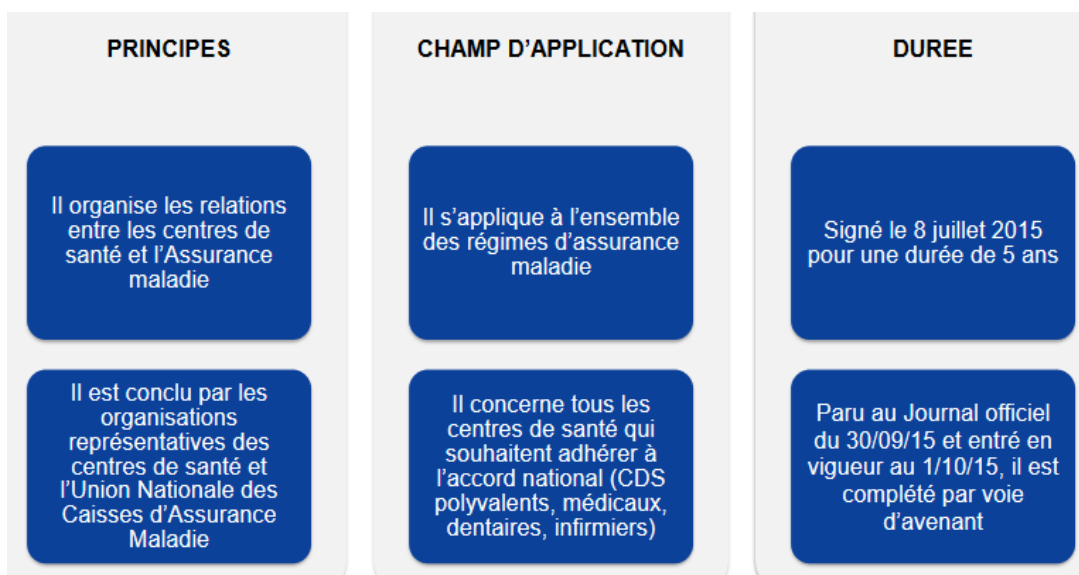 PRINCIPES
Il organise les relations
entre les centres de
santé et l'Assurance
maladie
Il est conclu par les
organisations
représentatives des
centres de santé et
l'Union Nationale des
Caisses d'Assurance
Maladie
CHAMP D'APPLICATION
Il s'applique à l'ensemble
des régimes d'assurance
maladie
Il concerne tous les
centres de santé qui
souhaitent adhérer à
l'accord national (CDS
polyvalents, médicaux,
dentaires, infirmiers)
DUREE
Signé le 8 juillet 2015
pour une durée de 5 ans
Paru au Journal officiel
du 30/09/15 et entré en
vigueur au 1/10/15, il est
complété par voie
d'avenant